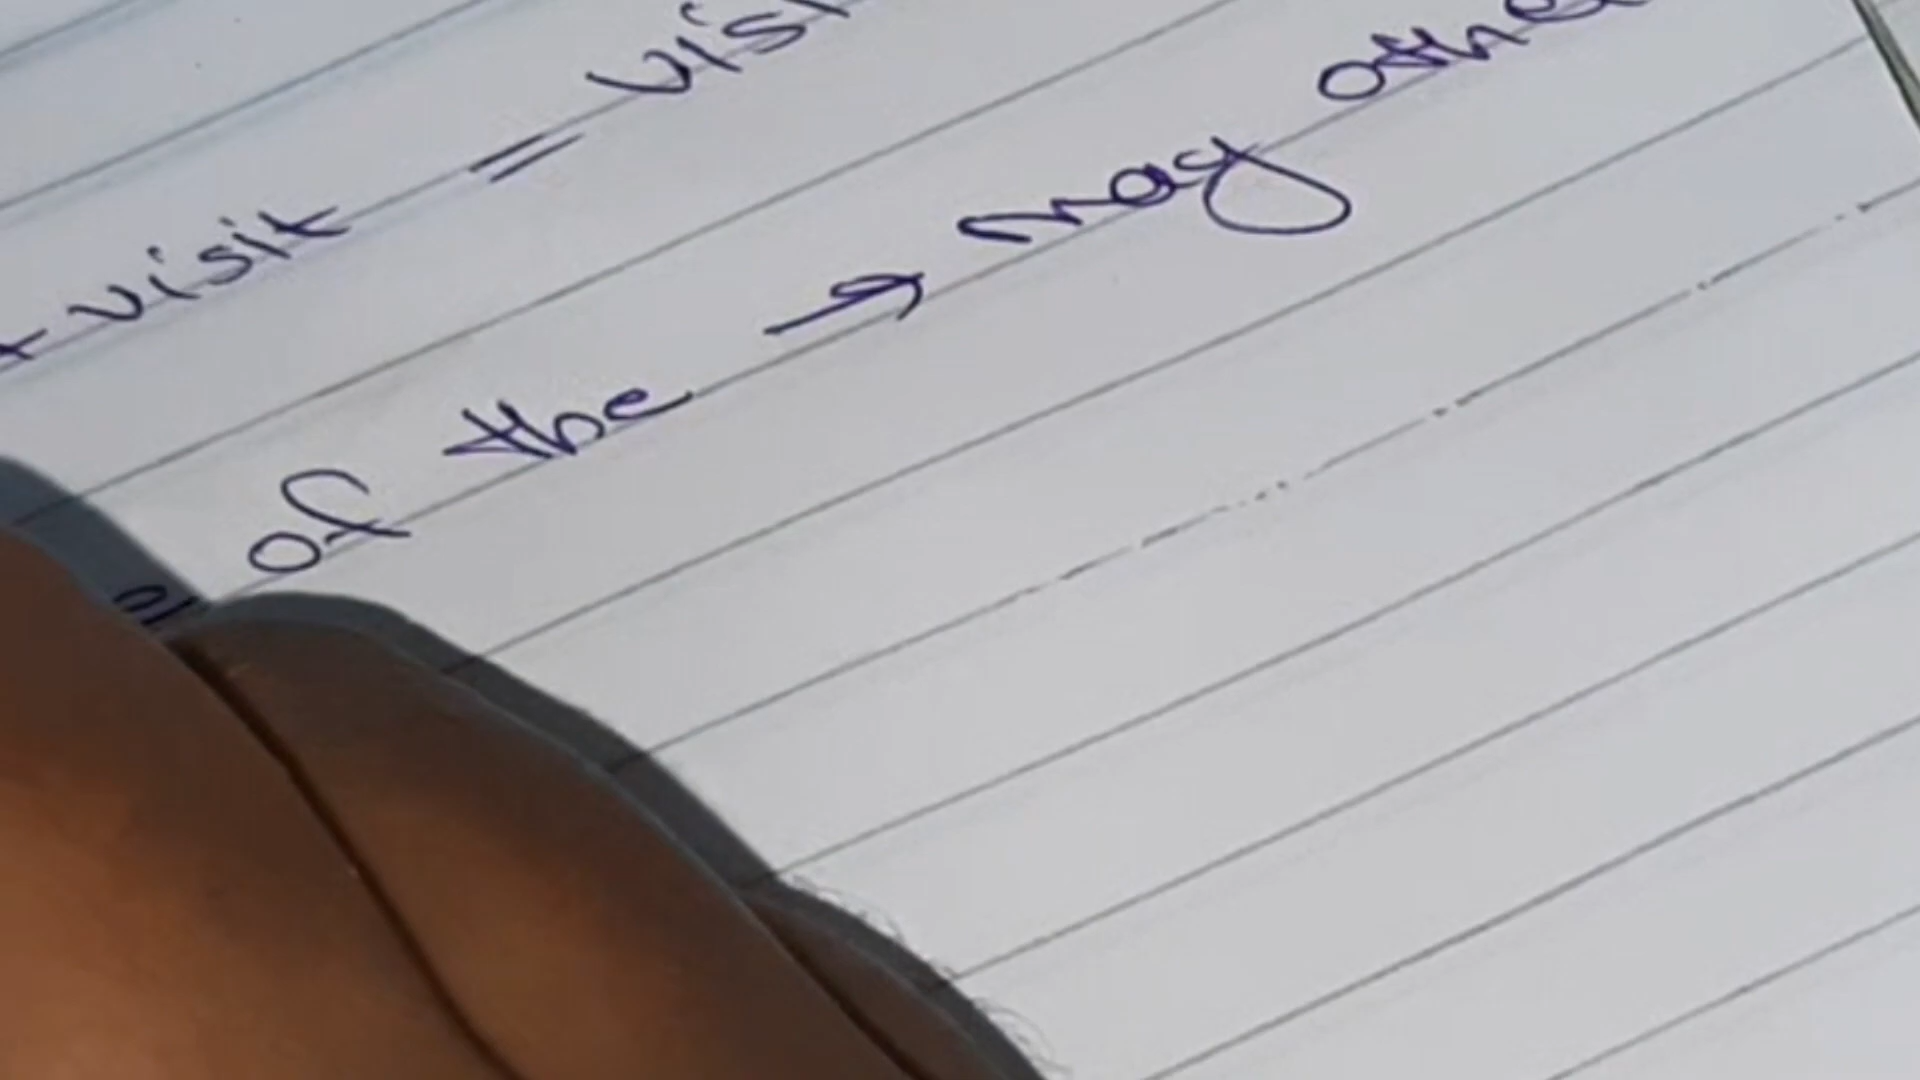 visit = visi
of the → may othe